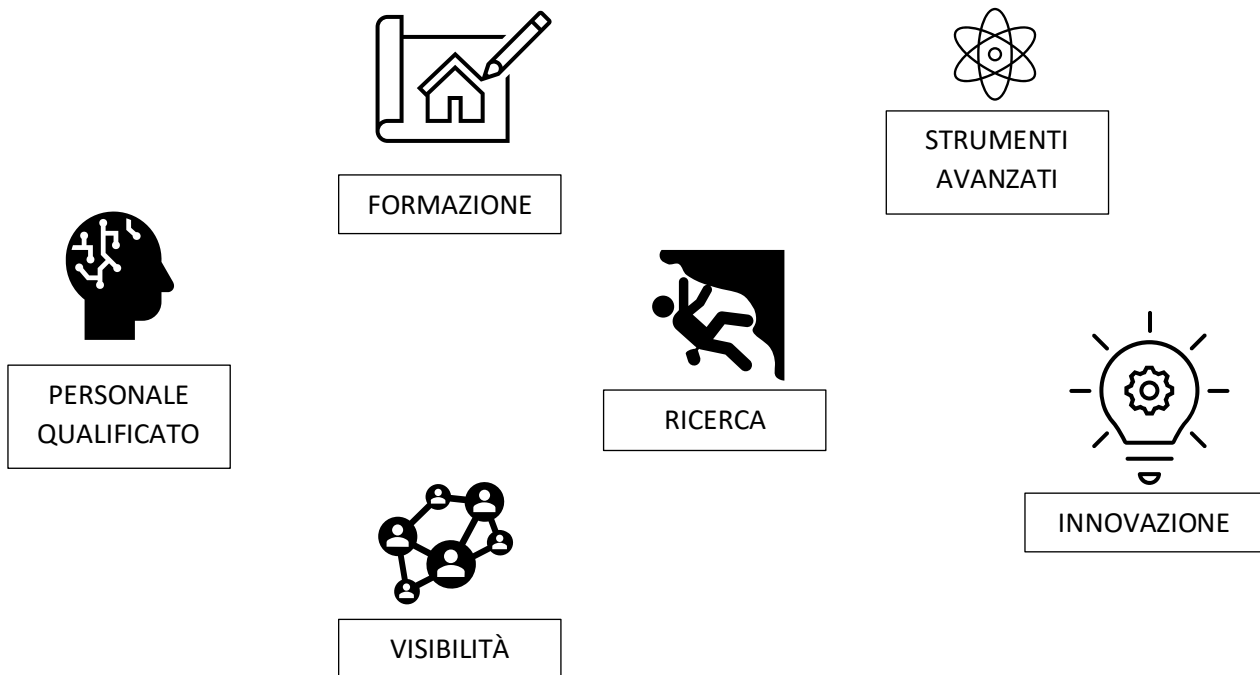 FORMAZIONE
STRUMENTI
AVANZATI
PERSONALE
QUALIFICATO
RICERCA
INNOVAZIONE
VISIBILITÀ